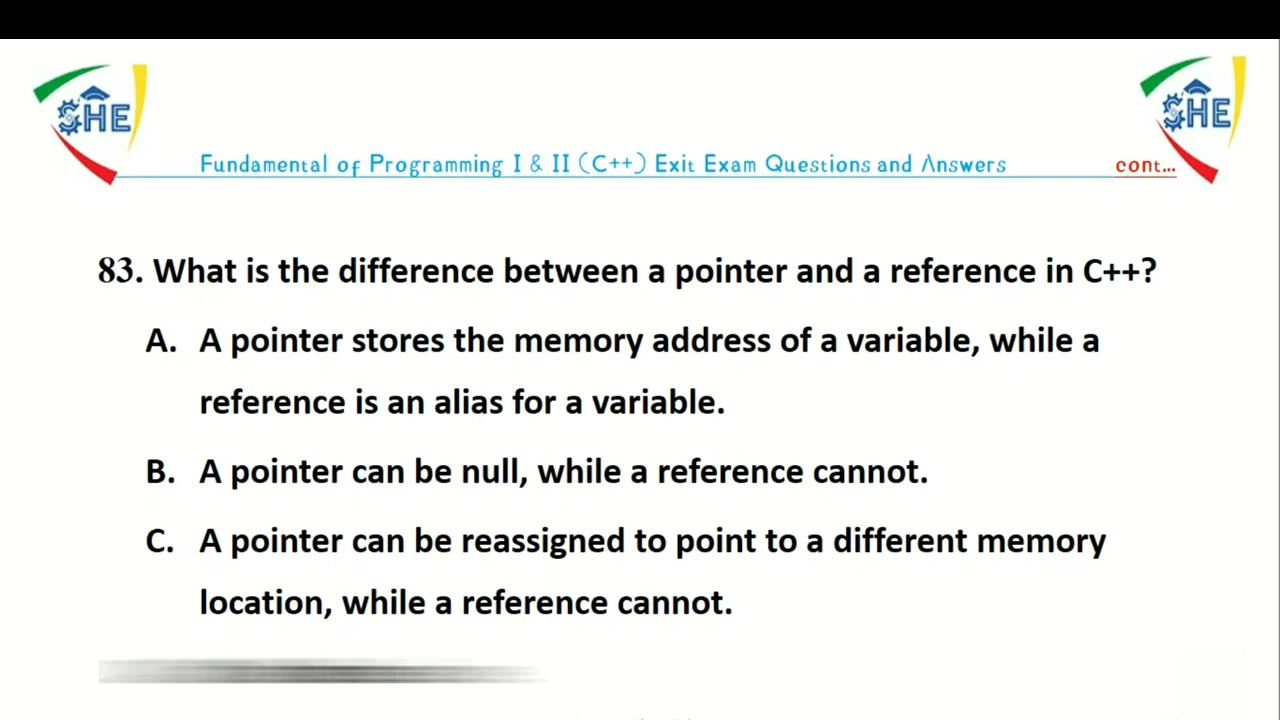 SHE
SHE
Fundamental of Programming I & II (C++) Exit Exam Questions and Answers cont...
83. What is the difference between a pointer and a reference in C++?
A. A pointer stores the memory address of a variable, while a
reference is an alias for a variable.
B. A pointer can be null, while a reference cannot.
C. A pointer can be reassigned to point to a different memory
location, while a reference cannot.